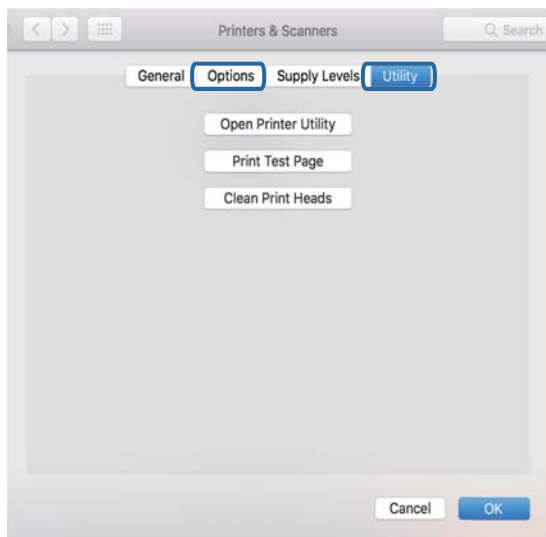 Printers & Scanners
Search
General Options Supply Levels Utility
Open Printer Utility
Print Test Page
Clean Print Heads
Cancel OK